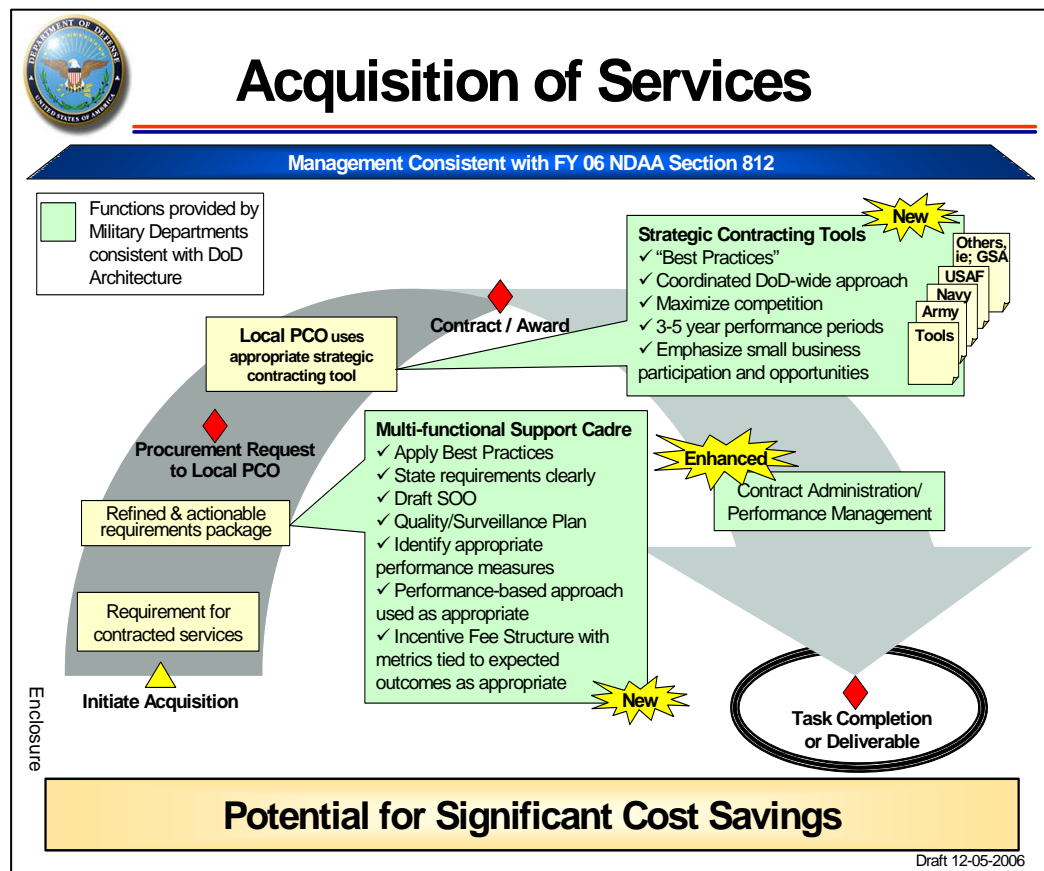 DEPARTMENT OF DEFENSE
UNITED STATES OF AMERICA
Acquisition of Services
Management Consistent with FY 06 NDAA Section 812
Functions provided by
Military Departments
consistent with DoD
Architecture
New
Strategic Contracting Tools
✓ “Best Practices”
✓ Coordinated DoD-wide approach
✓ Maximize competition
✓ 3-5 year performance periods
✓ Emphasize small business
participation and opportunities
Others,
ie; GSA
USAF
Navy
Army
Tools
Contract / Award
Local PCO uses
appropriate strategic
contracting tool
Procurement Request
to Local PCO
Multi-functional Support Cadre
✓ Apply Best Practices
✓ State requirements clearly
✓ Draft SOO
✓ Quality/Surveillance Plan
✓ Identify appropriate
performance measures
✓ Performance-based approach
used as appropriate
✓ Incentive Fee Structure with
metrics tied to expected
outcomes as appropriate
New
Enhanced
Contract Administration/
Performance Management
Refined & actionable
requirements package
Requirement for
contracted services
Initiate Acquisition
Task Completion
or Deliverable
Enclosure
Potential for Significant Cost Savings
Draft 12-05-2006